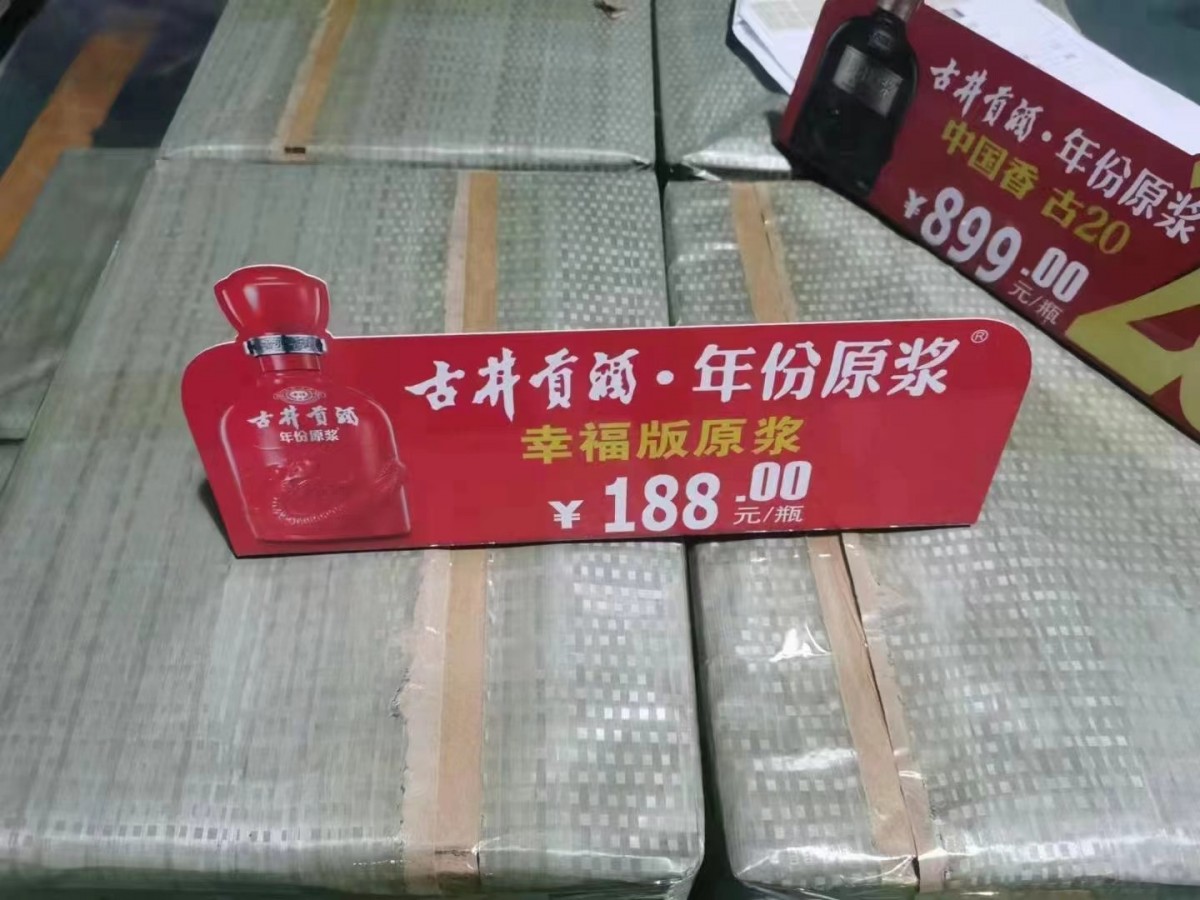 古井贡酒·年份原浆®
幸福版原浆
¥188.00
元/瓶
古井贡酒
年份原浆
古井贡酒·年份原浆
中国香 古20
¥899.00
元/瓶